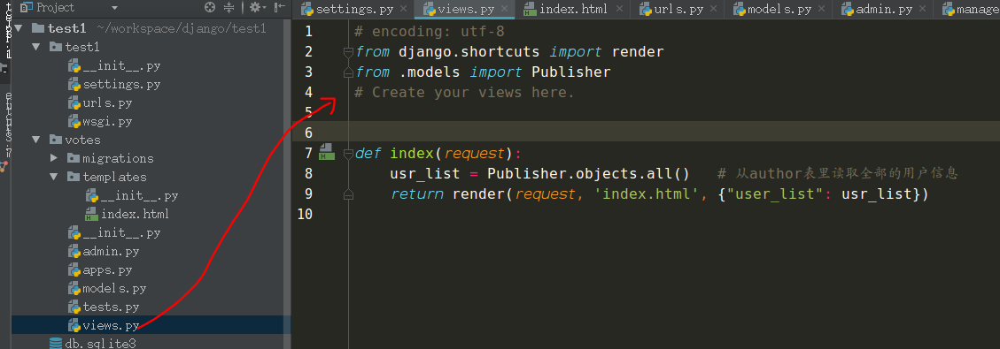 Project
test1 ~/workspace/django/test1
test1
__init__.py
settings.py
urls.py
wsgi.py
votes
migrations
templates
__init__.py
index.html
__init__.py
admin.py
apps.py
models.py
tests.py
views.py
db.sqlite3
settings.py views.py index.html urls.py models.py admin.py manage
1 # encoding: utf-8
2 from django.shortcuts import render
3 from .models import Publisher
4 # Create your views here.
5
6
7 def index(request):
8 usr_list = Publisher.objects.all() # 从author表里读取全部的用户信息
9 return render(request, 'index.html', {"user_list": usr_list})
10